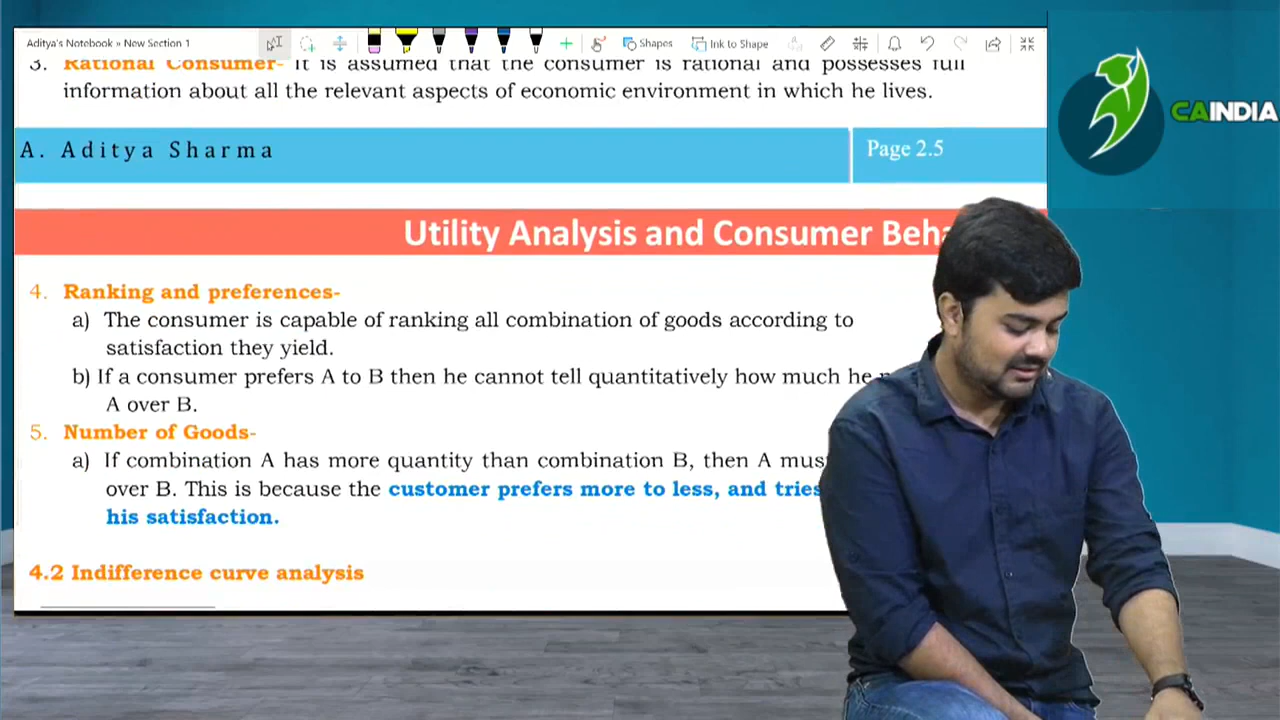 Aditya's Notebook » New Section 1
Shapes
Ink to Shape
3. Rational Consumer- It is assumed that the consumer is rational and possesses full
information about all the relevant aspects of economic environment in which he lives.
CAINDIA
A. Aditya Sharma
Page 2.5
Utility Analysis and Consumer
4. Ranking and preferences-
a) The consumer is capable of ranking all combination of goods according to
satisfaction they yield.
b) If a consumer prefers A to B then he cannot tell quantitatively how much he
A over B.
5. Number of Goods-
a) If combination A has more quantity than combination B, then A
over B. This is because the customer prefers more to less, and tries
his satisfaction.
4.2 Indifference curve analysis